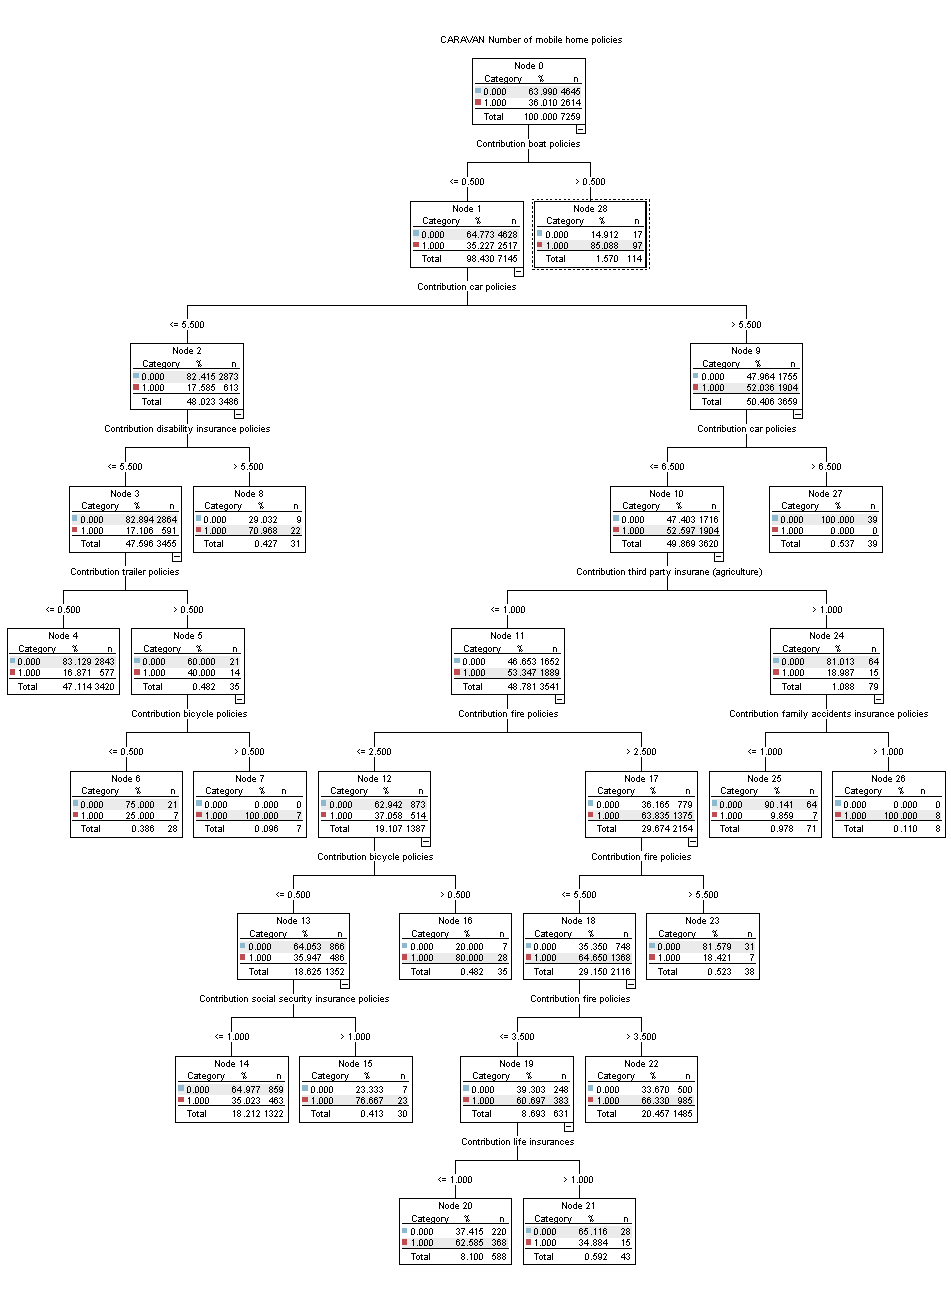 CARAVAN Number of mobile home policies
Node 0
Category % n
0.000 63.990 4645
1.000 36.010 2614
Total 100.000 7259
Contribution boat policies
<= 0.500 > 0.500
Node 1
Category % n
0.000 64.773 4628
1.000 35.227 2517
Total 98.430 7145
Node 28
Category % n
0.000 14.912 17
1.000 85.088 97
Total 1.570 114
Contribution car policies
<= 5.500 > 5.500
Node 2
Category % n
0.000 82.415 2873
1.000 17.585 613
Total 48.023 3486
Node 9
Category % n
0.000 47.964 1755
1.000 52.036 1904
Total 50.406 3659
Contribution disability insurance policies
Contribution car policies
<= 5.500 > 5.500
<= 6.500 > 6.500
Node 3
Category % n
0.000 82.894 2864
1.000 17.106 591
Total 47.596 3455
Node 8
Category % n
0.000 29.032 9
1.000 70.968 22
Total 0.427 31
Node 10
Category % n
0.000 47.403 1716
1.000 52.597 1904
Total 49.869 3620
Node 27
Category % n
0.000 100.000 39
1.000 0.000 0
Total 0.537 39
Contribution trailer policies
Contribution third party insurane (agriculture)
<= 0.500 > 0.500
<= 1.000 > 1.000
Node 4
Category % n
0.000 83.129 2843
1.000 16.871 577
Total 47.114 3420
Node 5
Category % n
0.000 60.000 21
1.000 40.000 14
Total 0.482 35
Node 11
Category % n
0.000 46.653 1652
1.000 53.347 1889
Total 48.781 3541
Node 24
Category % n
0.000 81.013 64
1.000 18.987 15
Total 1.088 79
Contribution bicycle policies
Contribution fire policies
Contribution family accidents insurance policies
<= 0.500 > 0.500
<= 2.500 > 2.500
<= 1.000 > 1.000
Node 6
Category % n
0.000 75.000 21
1.000 25.000 7
Total 0.386 28
Node 7
Category % n
0.000 0.000 0
1.000 100.000 7
Total 0.096 7
Node 12
Category % n
0.000 62.942 873
1.000 37.058 514
Total 19.107 1387
Node 17
Category % n
0.000 36.165 779
1.000 63.835 1375
Total 29.674 2154
Node 25
Category % n
0.000 90.141 64
1.000 9.859 7
Total 0.978 71
Node 26
Category % n
0.000 0.000 0
1.000 100.000 8
Total 0.110 8
Contribution bicycle policies
Contribution fire policies
<= 0.500 > 0.500
<= 5.500 > 5.500
Node 13
Category % n
0.000 64.053 866
1.000 35.947 486
Total 18.625 1352
Node 16
Category % n
0.000 20.000 7
1.000 80.000 28
Total 0.482 35
Node 18
Category % n
0.000 35.350 748
1.000 64.650 1368
Total 29.150 2116
Node 23
Category % n
0.000 81.579 31
1.000 18.421 7
Total 0.523 38
Contribution social security insurance policies
Contribution fire policies
<= 1.000 > 1.000
<= 3.500 > 3.500
Node 14
Category % n
0.000 64.977 859
1.000 35.023 463
Total 18.212 1322
Node 15
Category % n
0.000 23.333 7
1.000 76.667 23
Total 0.413 30
Node 19
Category % n
0.000 39.303 248
1.000 60.697 383
Total 8.693 631
Node 22
Category % n
0.000 33.670 500
1.000 66.330 985
Total 20.457 1485
Contribution life insurances
<= 1.000 > 1.000
Node 20
Category % n
0.000 37.415 220
1.000 62.585 368
Total 8.100 588
Node 21
Category % n
0.000 65.116 28
1.000 34.884 15
Total 0.592 43